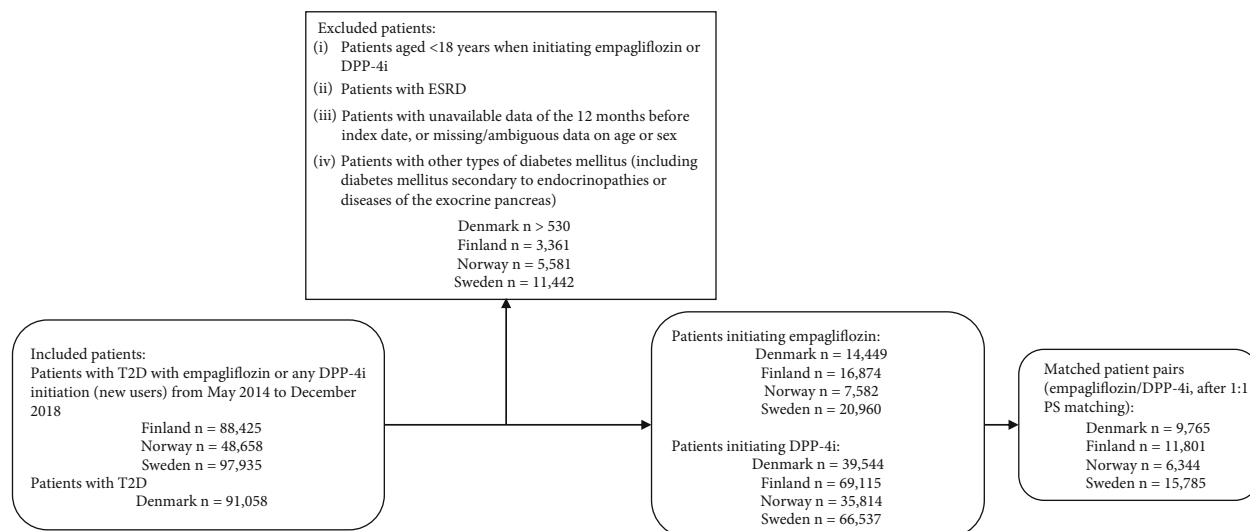 Excluded patients:
(i) Patients aged <18 years when initiating empagliflozin or
DPP-4i
(ii) Patients with ESRD
(iii) Patients with unavailable data of the 12 months before
index date, or missing/ambiguous data on age or sex
(iv) Patients with other types of diabetes mellitus (including
diabetes mellitus secondary to endocrinopathies or
diseases of the exocrine pancreas)
Denmark n > 530
Finland n = 3,361
Norway n = 5,581
Sweden n = 11,442
Included patients:
Patients with T2D with empagliflozin or any DPP-4i
initiation (new users) from May 2014 to December
2018
Finland n = 88,425
Norway n = 48,658
Sweden n = 97,935
Patients with T2D
Denmark n = 91,058
Patients initiating empagliflozin:
Denmark n = 14,449
Finland n = 16,874
Norway n = 7,582
Sweden n = 20,960
Patients initiating DPP-4i:
Denmark n = 39,544
Finland n = 69,115
Norway n = 35,814
Sweden n = 66,537
Matched patient pairs
(empagliflozin/DPP-4i, after 1:1
PS matching):
Denmark n = 9,765
Finland n = 11,801
Norway n = 6,344
Sweden n = 15,785